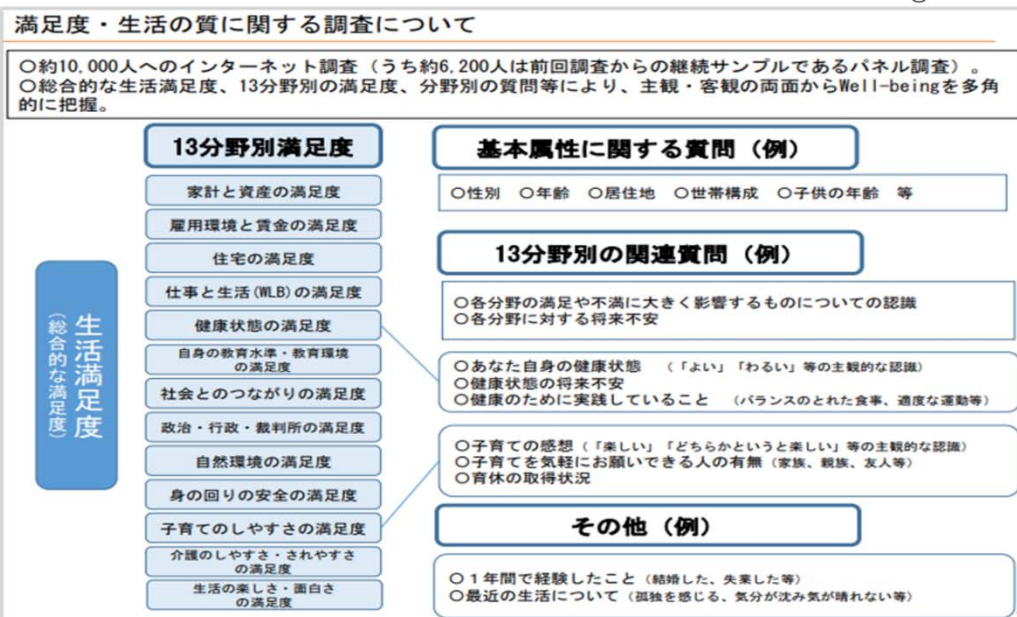 満足度・生活の質に関する調査について
○約10,000人へのインターネット調査（うち約6,200人は前回調査からの継続サンプルであるパネル調査）。
○総合的な生活満足度、13分野別の満足度、分野別の質問等により、主観・客観の両面からWell-beingを多角
的に把握。
生活満足度
（総合的な満足度）
13分野別満足度
家計と資産の満足度
雇用環境と賃金の満足度
住宅の満足度
仕事と生活(WLB)の満足度
健康状態の満足度
自身の教育水準・教育環境
の満足度
社会とのつながりの満足度
政治・行政・裁判所の満足度
自然環境の満足度
身の回りの安全の満足度
子育てのしやすさの満足度
介護のしやすさ・されやすさ
の満足度
生活の楽しさ・面白さ
の満足度
基本属性に関する質問（例）
○性別　○年齢　○居住地　○世帯構成　○子供の年齢　等
13分野別の関連質問（例）
○各分野の満足や不満に大きく影響するものについての認識
○各分野に対する将来不安
○あなた自身の健康状態　（「よい」「わるい」等の主観的な認識）
○健康状態の将来不安
○健康のために実践していること　（バランスのとれた食事、適度な運動等）
○子育ての感想（「楽しい」「どちらかというと楽しい」等の主観的な認識）
○子育てを気軽にお願いできる人の有無（家族、親族、友人等）
○育休の取得状況
その他（例）
○１年間で経験したこと（結婚した、失業した等）
○最近の生活について（孤独を感じる、気分が沈み気が晴れない等）